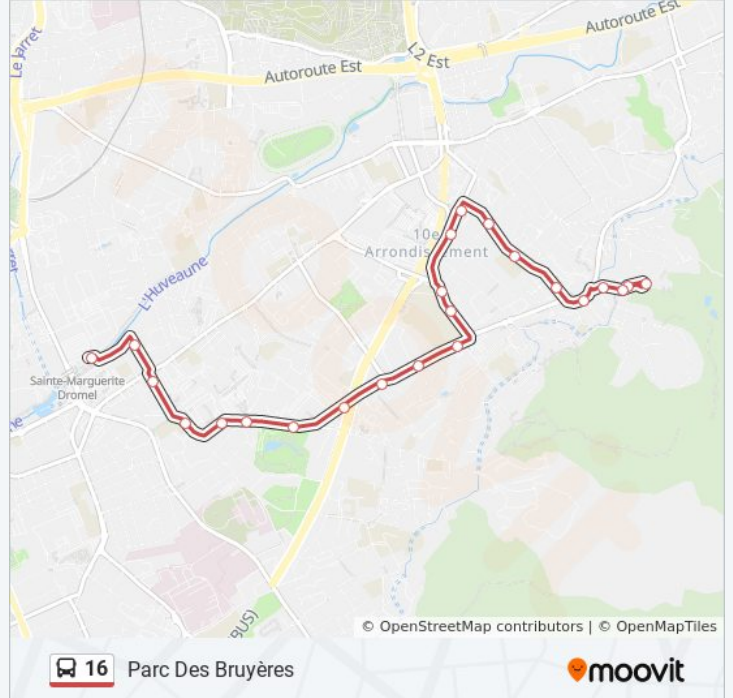 Autoroute Est
Le Jarret
L2 Est
Autoroute Est
10e
Arrondissement
L'Huveaune
Sainte-Marguerite
Dromel
BUS)
© OpenStreetMap contributors | © OpenMapTiles
16 Parc Des Bruyères
moovit